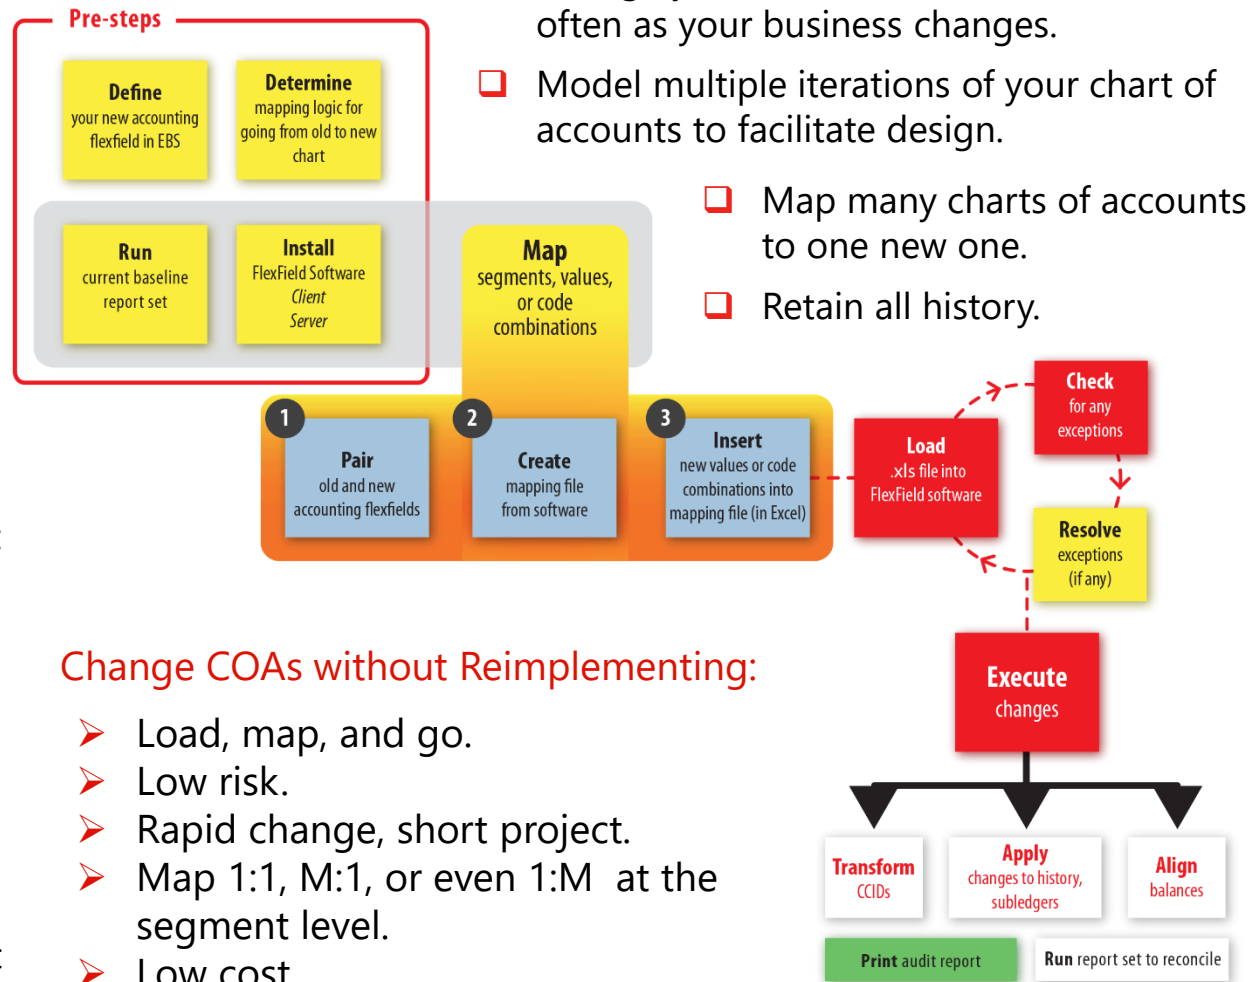 often as your business changes.
Model multiple iterations of your chart of
accounts to facilitate design.
Map many charts of accounts
to one new one.
Retain all history.
Pre-steps
Define
your new accounting
flexfield in EBS
Determine
mapping logic for
going from old to new
chart
Run
current baseline
report set
Install
FlexField Software
Client
Server
Map
segments, values,
or code
combinations
1
Pair
old and new
accounting flexfields
2
Create
mapping file
from software
3
Insert
new values or code
combinations into
mapping file (in Excel)
Load
.xls file into
FlexField software
Check
for any
exceptions
Resolve
exceptions
(if any)
Execute
changes
Transform
CCIDs
Apply
changes to history,
subledgers
Align
balances
Print audit report
Run report set to reconcile
Change COAs without Reimplementing:
Load, map, and go.
Low risk.
Rapid change, short project.
Map 1:1, M:1, or even 1:M at the
segment level.
Low cost